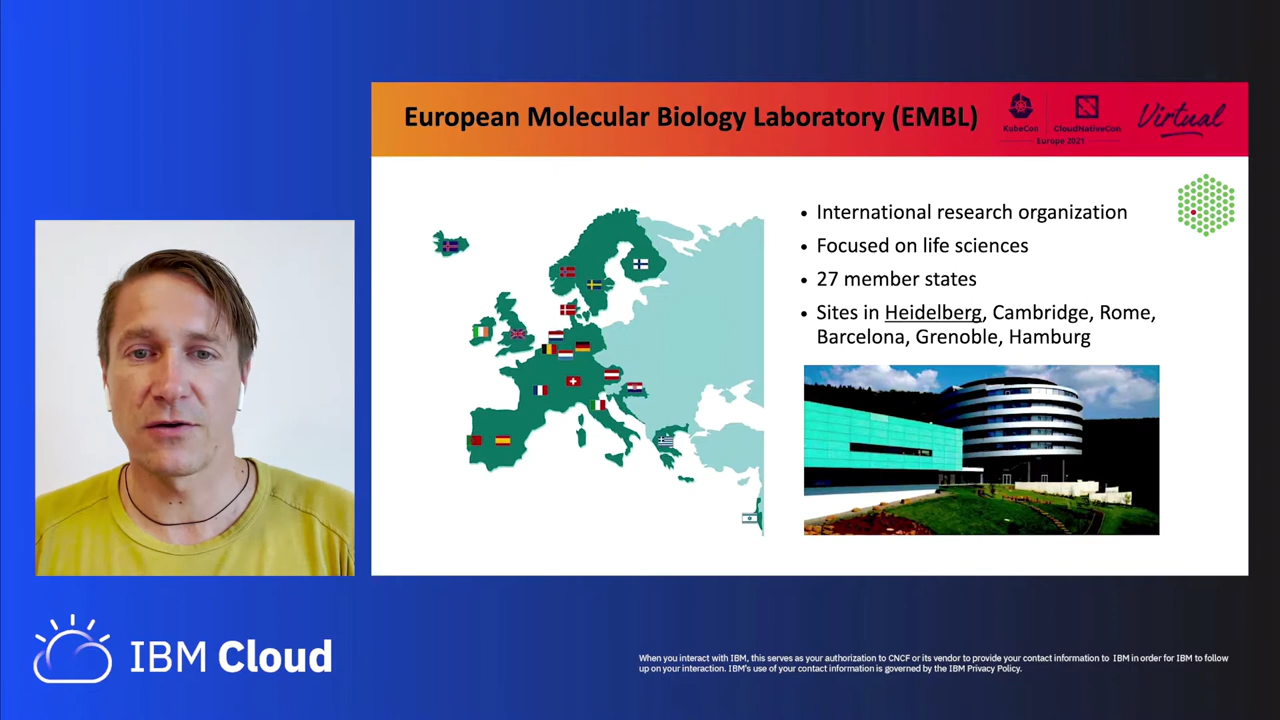 European Molecular Biology Laboratory (EMBL)
KubeCon
CloudNativeCon
Europe 2021
Virtual
• International research organization
• Focused on life sciences
• 27 member states
• Sites in Heidelberg, Cambridge, Rome,
Barcelona, Grenoble, Hamburg
IBM Cloud
When you interact with IBM, this serves as your authorization to CNCF or its vendor to provide your contact information to IBM in order for IBM to follow
up on your interaction. IBM's use of your contact information is governed by the IBM Privacy Policy.